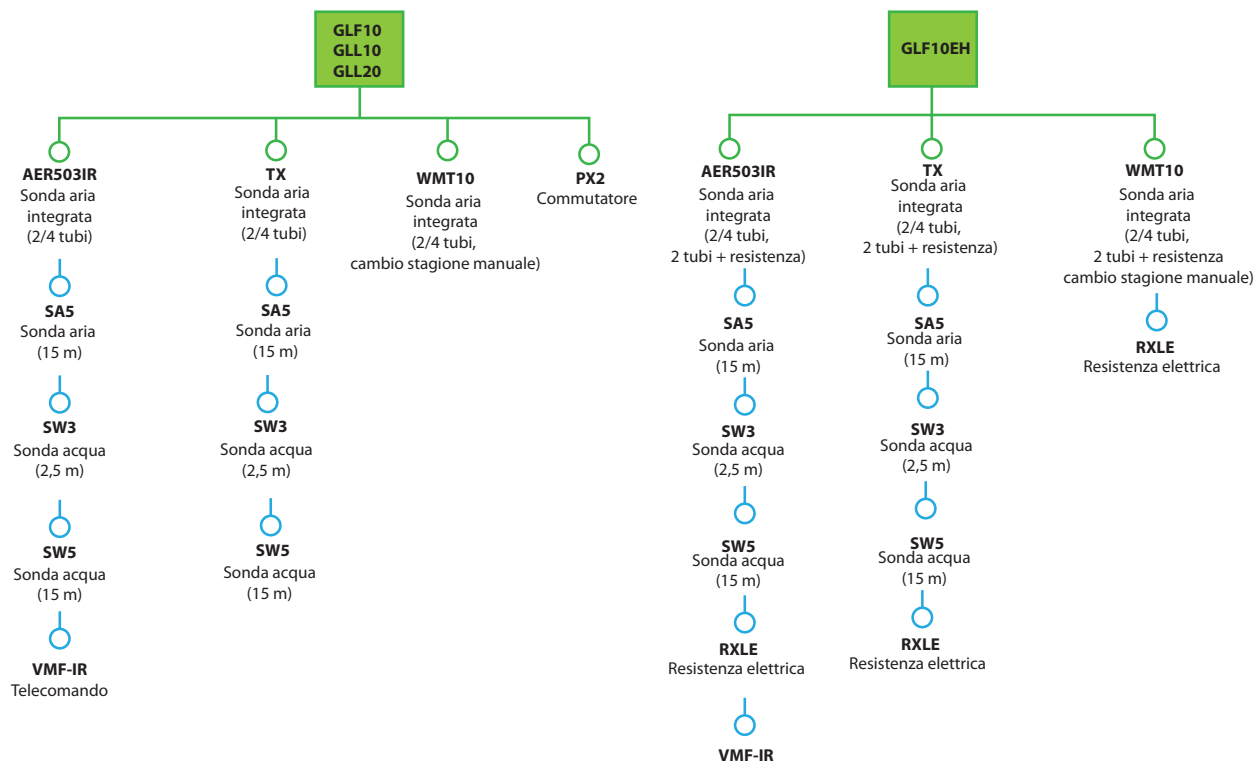 GLF10
GLL10
GLL20
AER503IR
Sonda aria
integrata
(2/4 tubi)
SA5
Sonda aria
(15 m)
SW3
Sonda acqua
(2,5 m)
SW5
Sonda acqua
(15 m)
VMF-IR
Telecomando
TX
Sonda aria
integrata
(2/4 tubi)
SA5
Sonda aria
(15 m)
SW3
Sonda acqua
(2,5 m)
SW5
Sonda acqua
(15 m)
WMT10
Sonda aria
integrata
(2/4 tubi,
cambio stagione manuale)
PX2
Commutatore
GLF10EH
AER503IR
Sonda aria
integrata
(2/4 tubi,
2 tubi + resistenza)
SA5
Sonda aria
(15 m)
SW3
Sonda acqua
(2,5 m)
SW5
Sonda acqua
(15 m)
RXLE
Resistenza elettrica
VMF-IR
TX
Sonda aria
integrata
(2/4 tubi,
2 tubi + resistenza)
SA5
Sonda aria
(15 m)
SW3
Sonda acqua
(2,5 m)
SW5
Sonda acqua
(15 m)
RXLE
Resistenza elettrica
WMT10
Sonda aria
integrata
(2/4 tubi,
2 tubi + resistenza
cambio stagione manuale)
RXLE
Resistenza elettrica